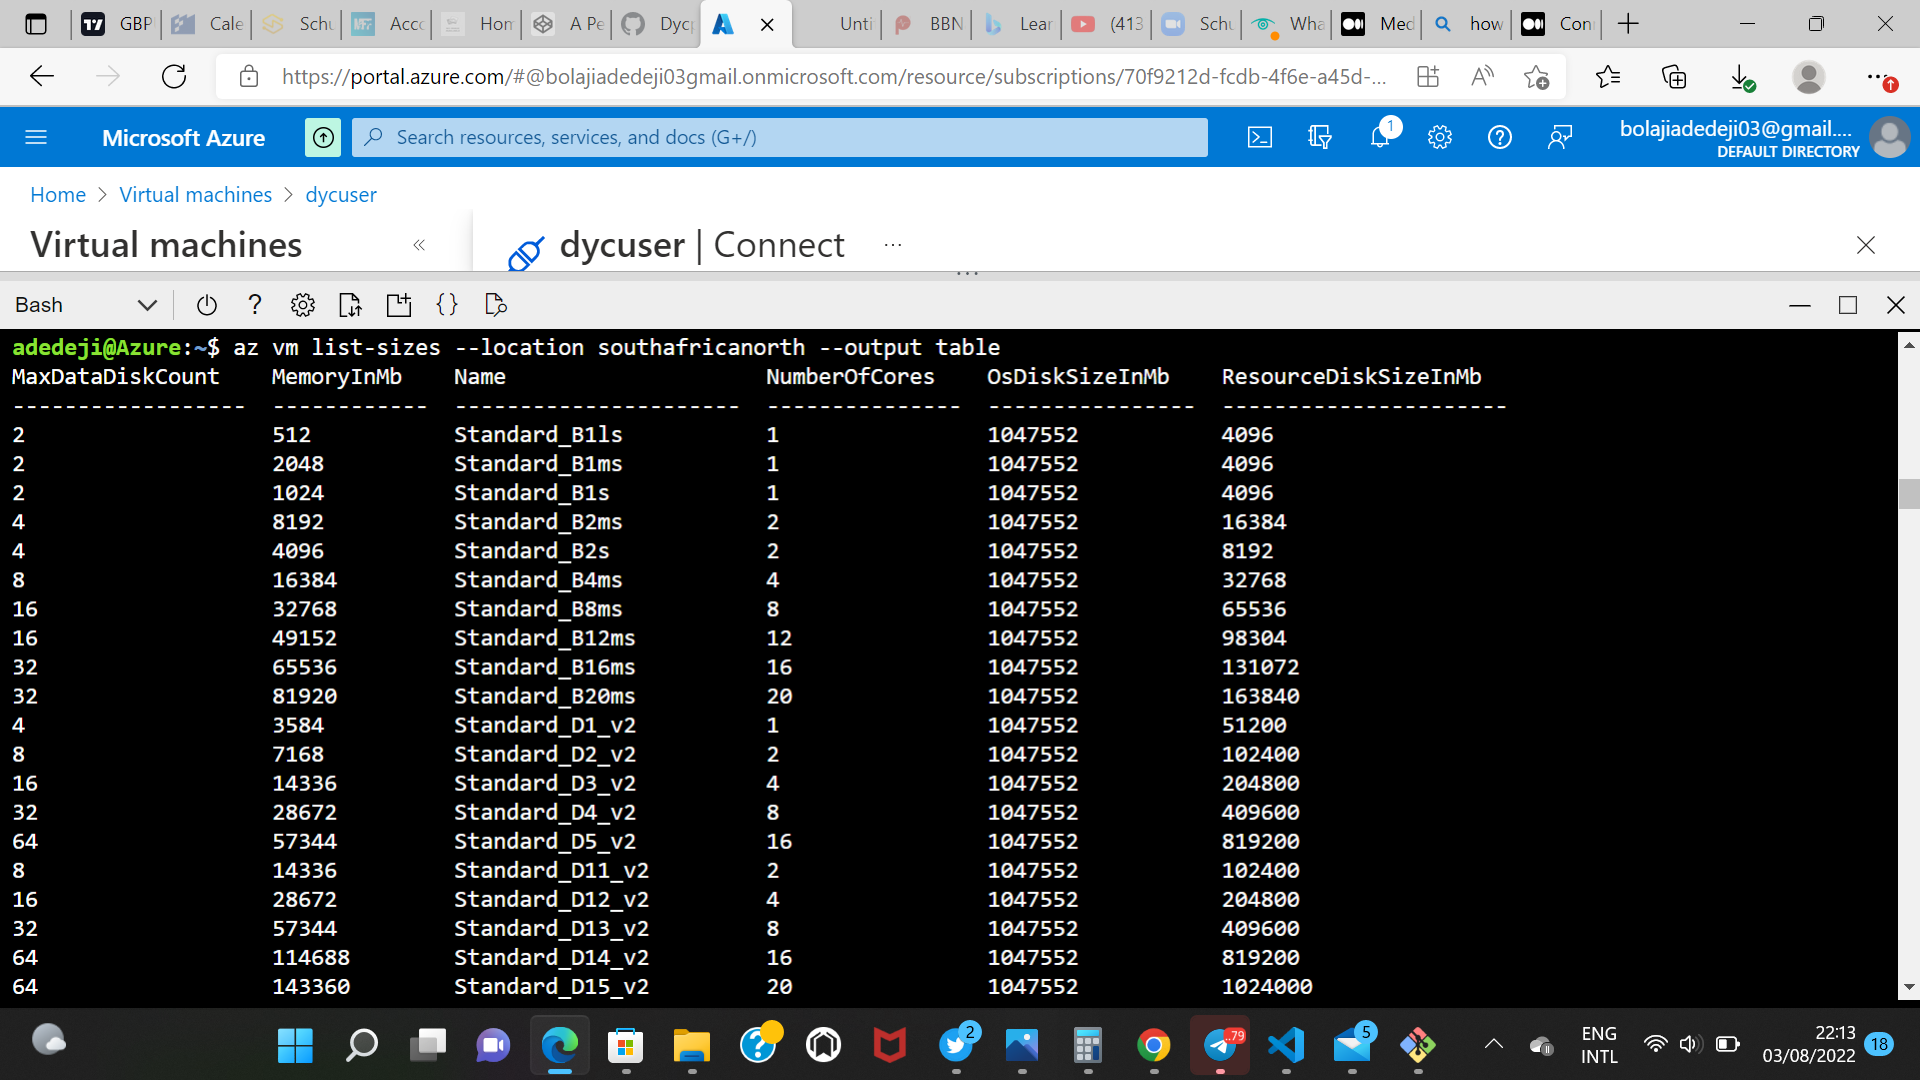 GBP
Cale
Schu
Acco
Hom
A Pe
Dycp
Unti
BBN
Lear
(413
Schu
Wha
Med
how
Con
https://portal.azure.com/#@bolajiadedeji03gmail.onmicrosoft.com/resource/subscriptions/70f9212d-fcdb-4f6e-a45d-...
Microsoft Azure
Search resources, services, and docs (G+/)
1
bolajiadedeji03@gmail....
DEFAULT DIRECTORY
Home > Virtual machines > dycuser
Virtual machines
«
dycuser | Connect
...
Bash
?
{}
adedeji@Azure:~$ az vm list-sizes --location southafricanorth --output table
MaxDataDiskCount MemoryInMb Name NumberOfCores OsDiskSizeInMb ResourceDiskSizeInMb
------------------ ------------ ---------------------- --------------- ---------------- ----------------------
2 512 Standard_B1ls 1 1047552 4096
2 2048 Standard_B1ms 1 1047552 4096
2 1024 Standard_B1s 1 1047552 4096
4 8192 Standard_B2ms 2 1047552 16384
4 4096 Standard_B2s 2 1047552 8192
8 16384 Standard_B4ms 4 1047552 32768
16 32768 Standard_B8ms 8 1047552 65536
16 49152 Standard_B12ms 12 1047552 98304
32 65536 Standard_B16ms 16 1047552 131072
32 81920 Standard_B20ms 20 1047552 163840
4 3584 Standard_D1_v2 1 1047552 51200
8 7168 Standard_D2_v2 2 1047552 102400
16 14336 Standard_D3_v2 4 1047552 204800
32 28672 Standard_D4_v2 8 1047552 409600
64 57344 Standard_D5_v2 16 1047552 819200
8 14336 Standard_D11_v2 2 1047552 102400
16 28672 Standard_D12_v2 4 1047552 204800
32 57344 Standard_D13_v2 8 1047552 409600
64 114688 Standard_D14_v2 16 1047552 819200
64 143360 Standard_D15_v2 20 1047552 1024000
2
..79
5
ENG
INTL
22:13
03/08/2022
18